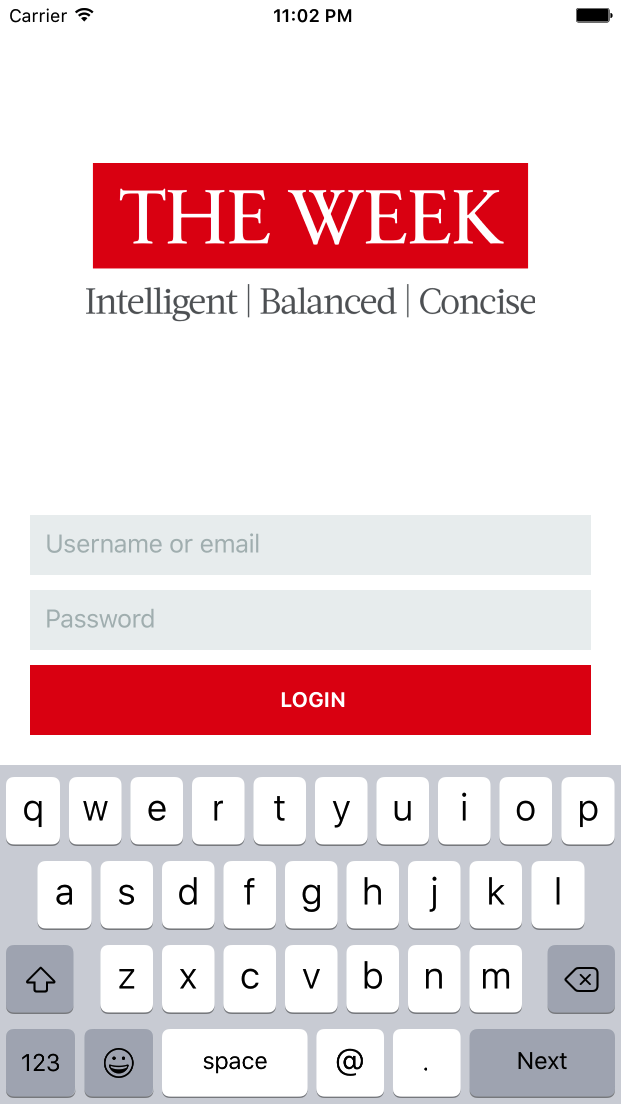 Carrier 11:02 PM
THE WEEK
Intelligent | Balanced | Concise
Username or email
Password
LOGIN
q w e r t y u i o p
a s d f g h j k l
z x c v b n m
123 space @ . Next